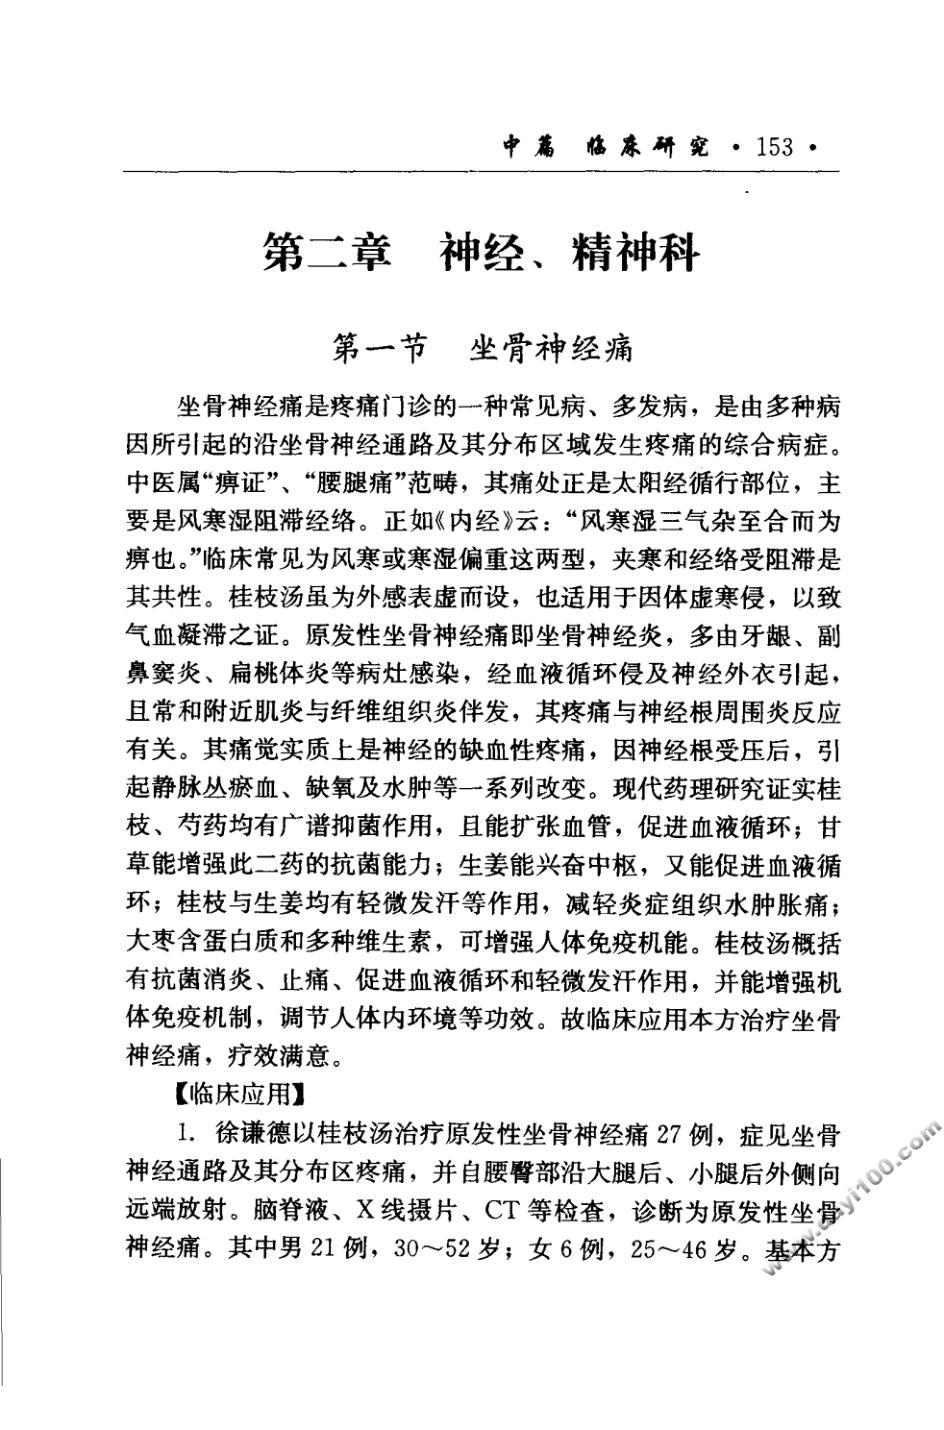 中篇　临床研究 · 153 ·
第二章　神经、精神科
第一节　坐骨神经痛
坐骨神经痛是疼痛门诊的一种常见病、多发病，是由多种病
因所引起的沿坐骨神经通路及其分布区域发生疼痛的综合病症。
中医属“痹证”、“腰腿痛”范畴，其痛处正是太阳经循行部位，主
要是风寒湿阻滞经络。正如《内经》云：“风寒湿三气杂至合而为
痹也。”临床常见为风寒或寒湿偏重这两型，夹寒和经络受阻滞是
其共性。桂枝汤虽为外感表虚而设，也适用于因体虚寒侵，以致
气血凝滞之证。原发性坐骨神经痛即坐骨神经炎，多由牙龈、副
鼻窦炎、扁桃体炎等病灶感染，经血液循环侵及神经外衣引起，
且常和附近肌炎与纤维组织炎伴发，其疼痛与神经根周围炎反应
有关。其痛觉实质上是神经的缺血性疼痛，因神经根受压后，引
起静脉丛瘀血、缺氧及水肿等一系列改变。现代药理研究证实桂
枝、芍药均有广谱抑菌作用，且能扩张血管，促进血液循环；甘
草能增强此二药的抗菌能力；生姜能兴奋中枢，又能促进血液循
环；桂枝与生姜均有轻微发汗等作用，减轻炎症组织水肿胀痛；
大枣含蛋白质和多种维生素，可增强人体免疫机能。桂枝汤概括
有抗菌消炎、止痛、促进血液循环和轻微发汗作用，并能增强机
体免疫机制，调节人体内环境等功效。故临床应用本方治疗坐骨
神经痛，疗效满意。
【临床应用】
1. 徐谦德以桂枝汤治疗原发性坐骨神经痛 27 例，症见坐骨
神经通路及其分布区疼痛，并自腰臀部沿大腿后、小腿后外侧向
远端放射。脑脊液、X 线摄片、CT 等检查，诊断为原发性坐骨
神经痛。其中男 21 例，30～52 岁；女 6 例，25～46 岁。基本方